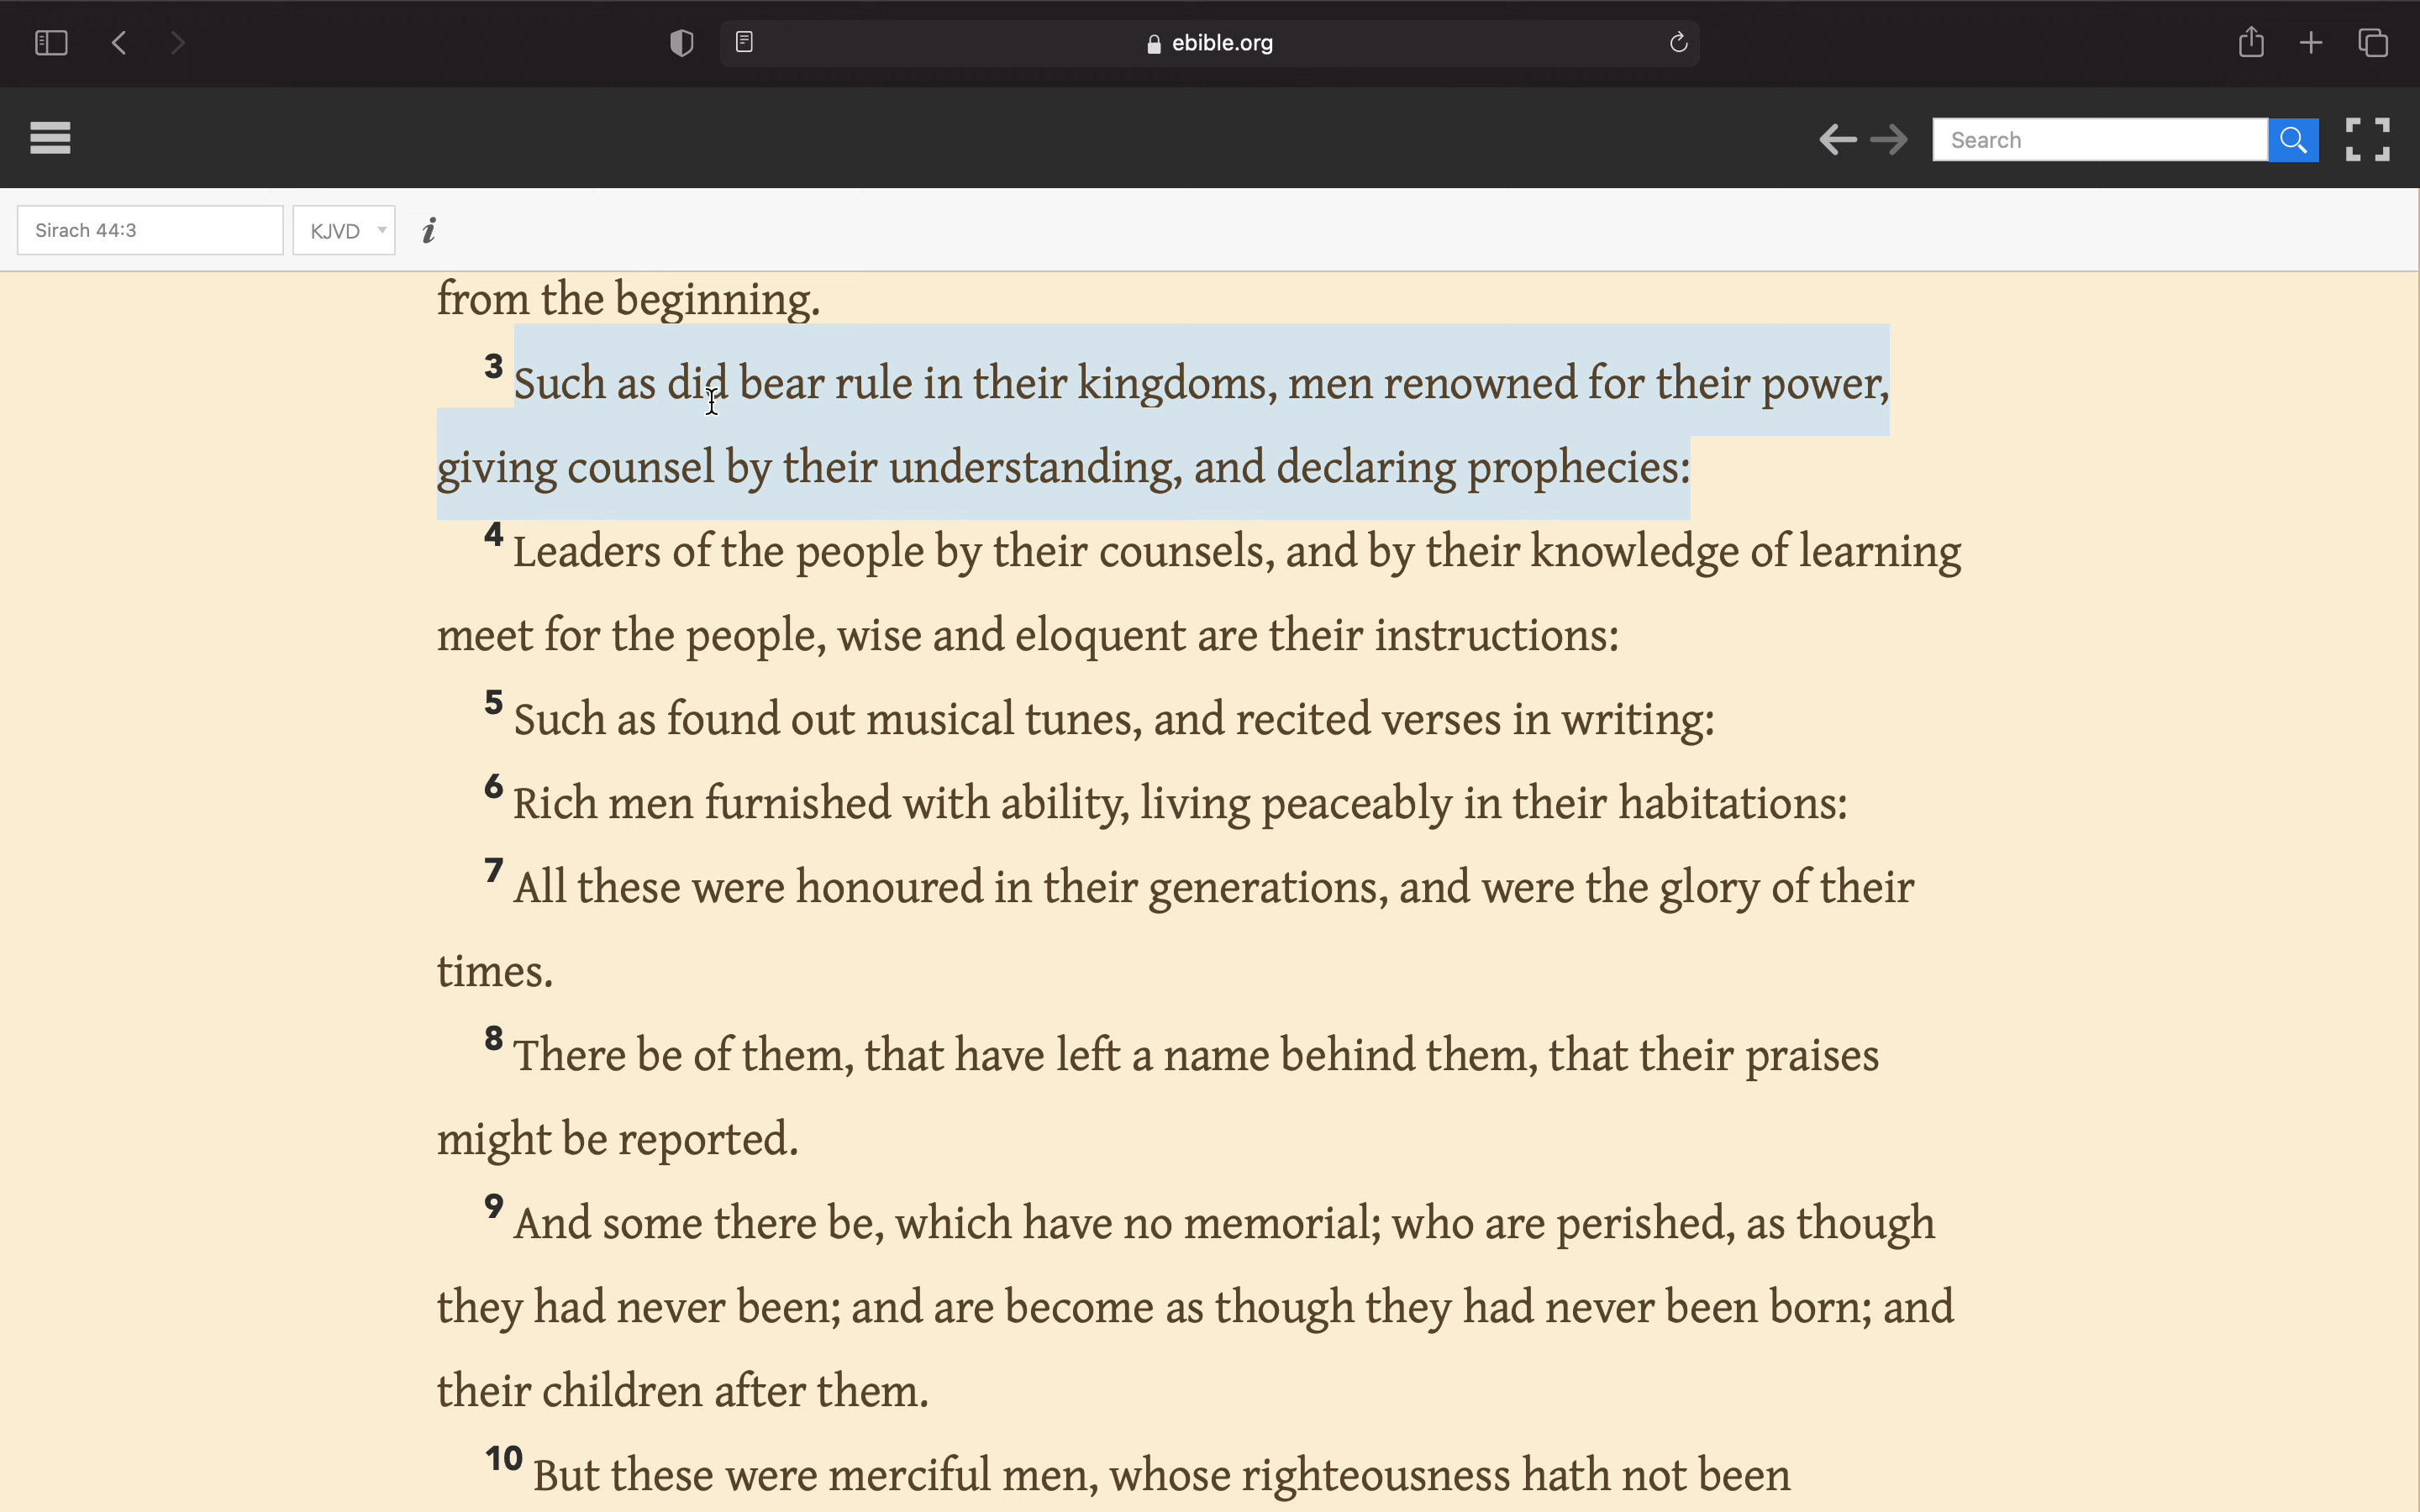 ebible.org
Search
Sirach 44:3
KJVD
i
from the beginning.
3 Such as did bear rule in their kingdoms, men renowned for their power,
giving counsel by their understanding, and declaring prophecies:
4 Leaders of the people by their counsels, and by their knowledge of learning
meet for the people, wise and eloquent are their instructions:
5 Such as found out musical tunes, and recited verses in writing:
6 Rich men furnished with ability, living peaceably in their habitations:
7 All these were honoured in their generations, and were the glory of their
times.
8 There be of them, that have left a name behind them, that their praises
might be reported.
9 And some there be, which have no memorial; who are perished, as though
they had never been; and are become as though they had never been born; and
their children after them.
10 But these were merciful men, whose righteousness hath not been